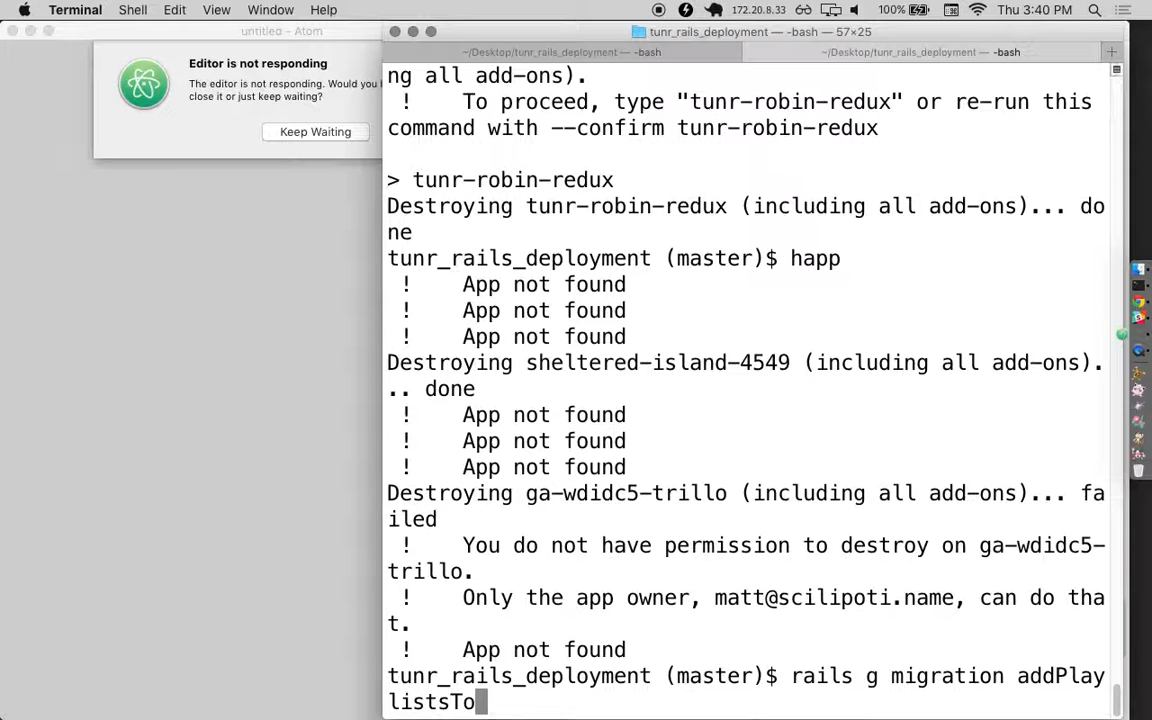 Terminal Shell Edit View Window Help 172.20.8.33 100% Thu 3:40 PM
untitled — Atom
tunr_rails_deployment — -bash — 57×25
~/Desktop/tunr_rails_deployment — -bash
~/Desktop/tunr_rails_deployment — -bash
Editor is not responding
The editor is not responding. Would you
close it or just keep waiting?
Keep Waiting
ng all add-ons).
! To proceed, type "tunr-robin-redux" or re-run this
command with --confirm tunr-robin-redux
> tunr-robin-redux
Destroying tunr-robin-redux (including all add-ons)... do
ne
tunr_rails_deployment (master)$ happ
! App not found
! App not found
! App not found
Destroying sheltered-island-4549 (including all add-ons).
.. done
! App not found
! App not found
! App not found
Destroying ga-wdidc5-trillo (including all add-ons)... fa
iled
! You do not have permission to destroy on ga-wdidc5-
trillo.
! Only the app owner, matt@scilipoti.name, can do tha
t.
! App not found
tunr_rails_deployment (master)$ rails g migration addPlay
listsTo